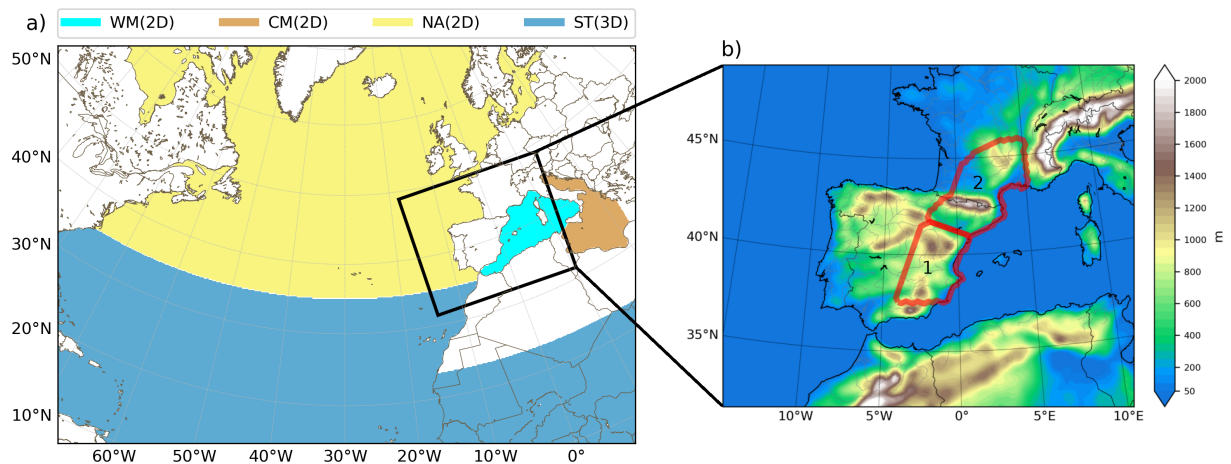 a)
WM(2D) CM(2D) NA(2D) ST(3D)
50°N
40°N
30°N
20°N
10°N
60°W 50°W 40°W 30°W 20°W 10°W 0°
b)
45°N
40°N
35°N
10°W 5°W 0° 5°E 10°E
2
1
2000
1800
1600
1400
1200
1000
800
600
400
200
50
m